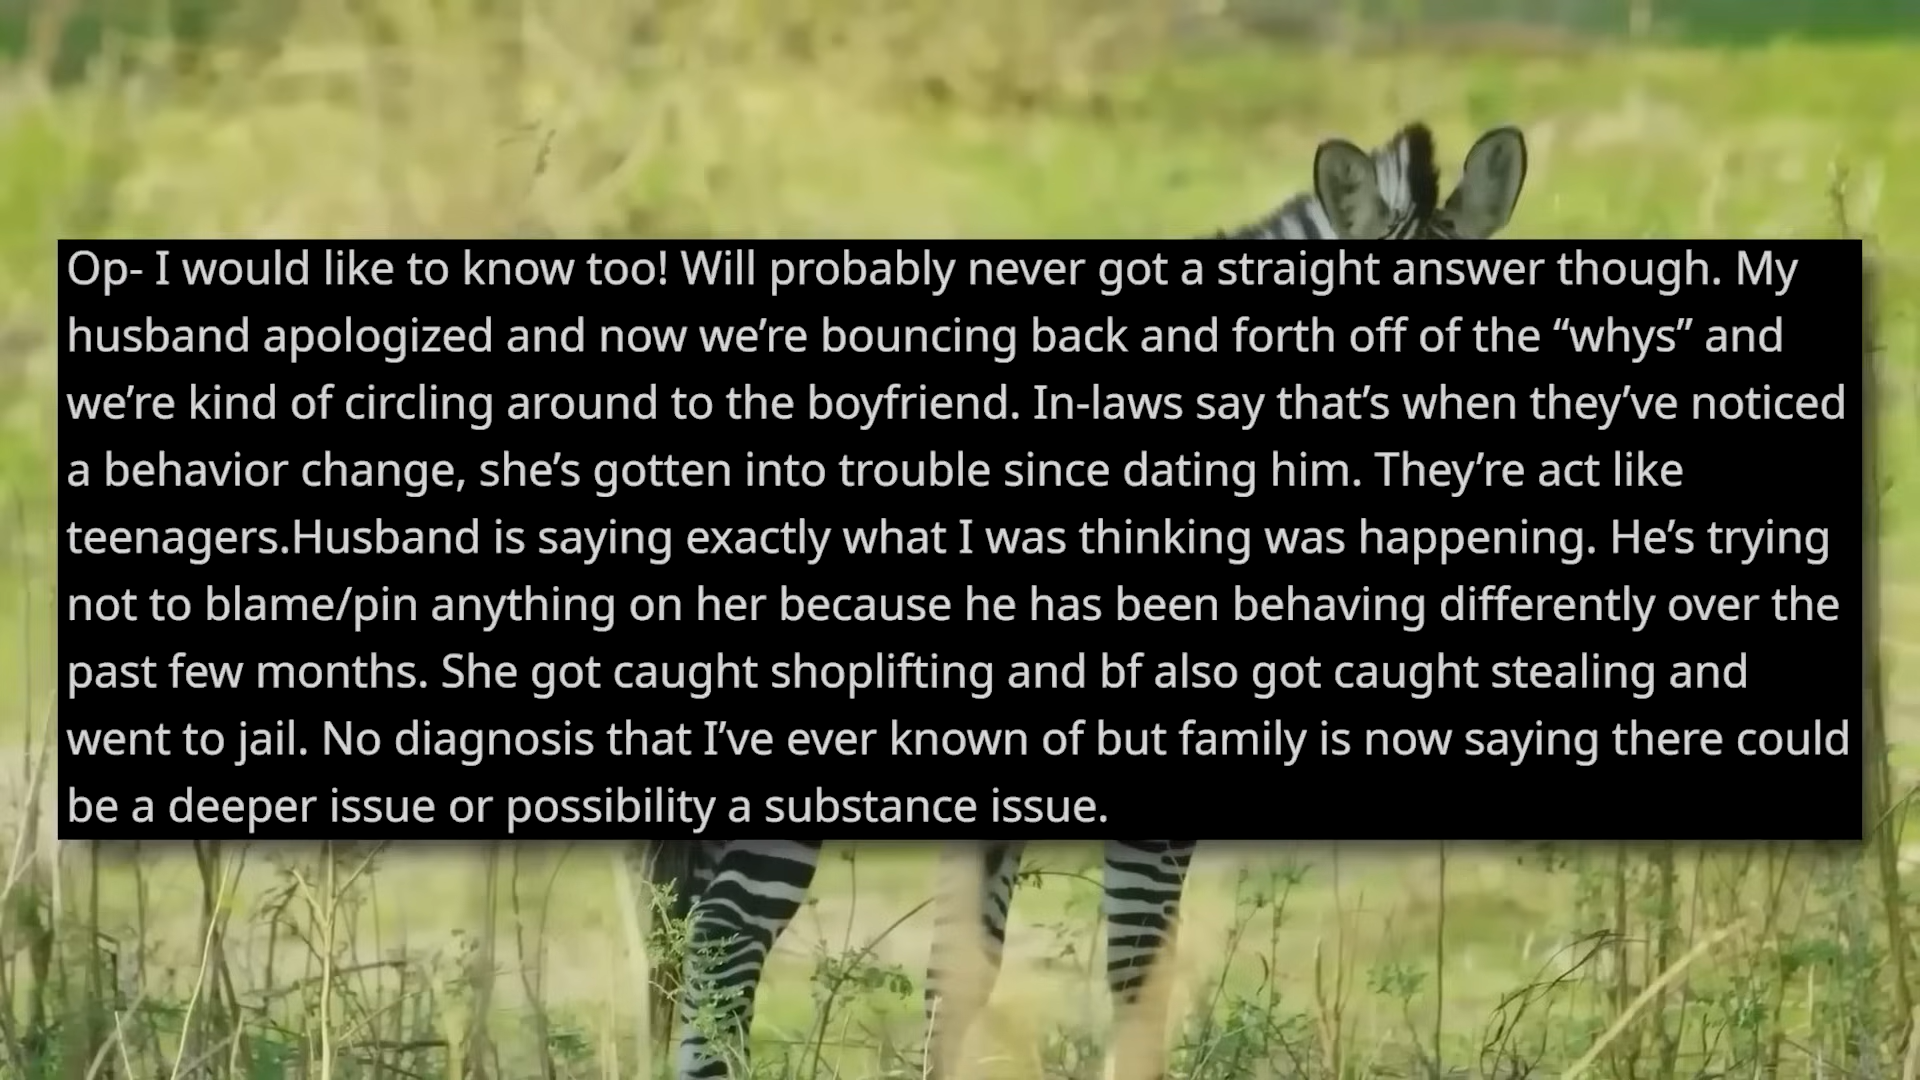 Op- I would like to know too! Will probably never got a straight answer though. My
husband apologized and now we’re bouncing back and forth off of the “whys” and
we’re kind of circling around to the boyfriend. In-laws say that’s when they’ve noticed
a behavior change, she’s gotten into trouble since dating him. They’re act like
teenagers.Husband is saying exactly what I was thinking was happening. He’s trying
not to blame/pin anything on her because he has been behaving differently over the
past few months. She got caught shoplifting and bf also got caught stealing and
went to jail. No diagnosis that I’ve ever known of but family is now saying there could
be a deeper issue or possibility a substance issue.